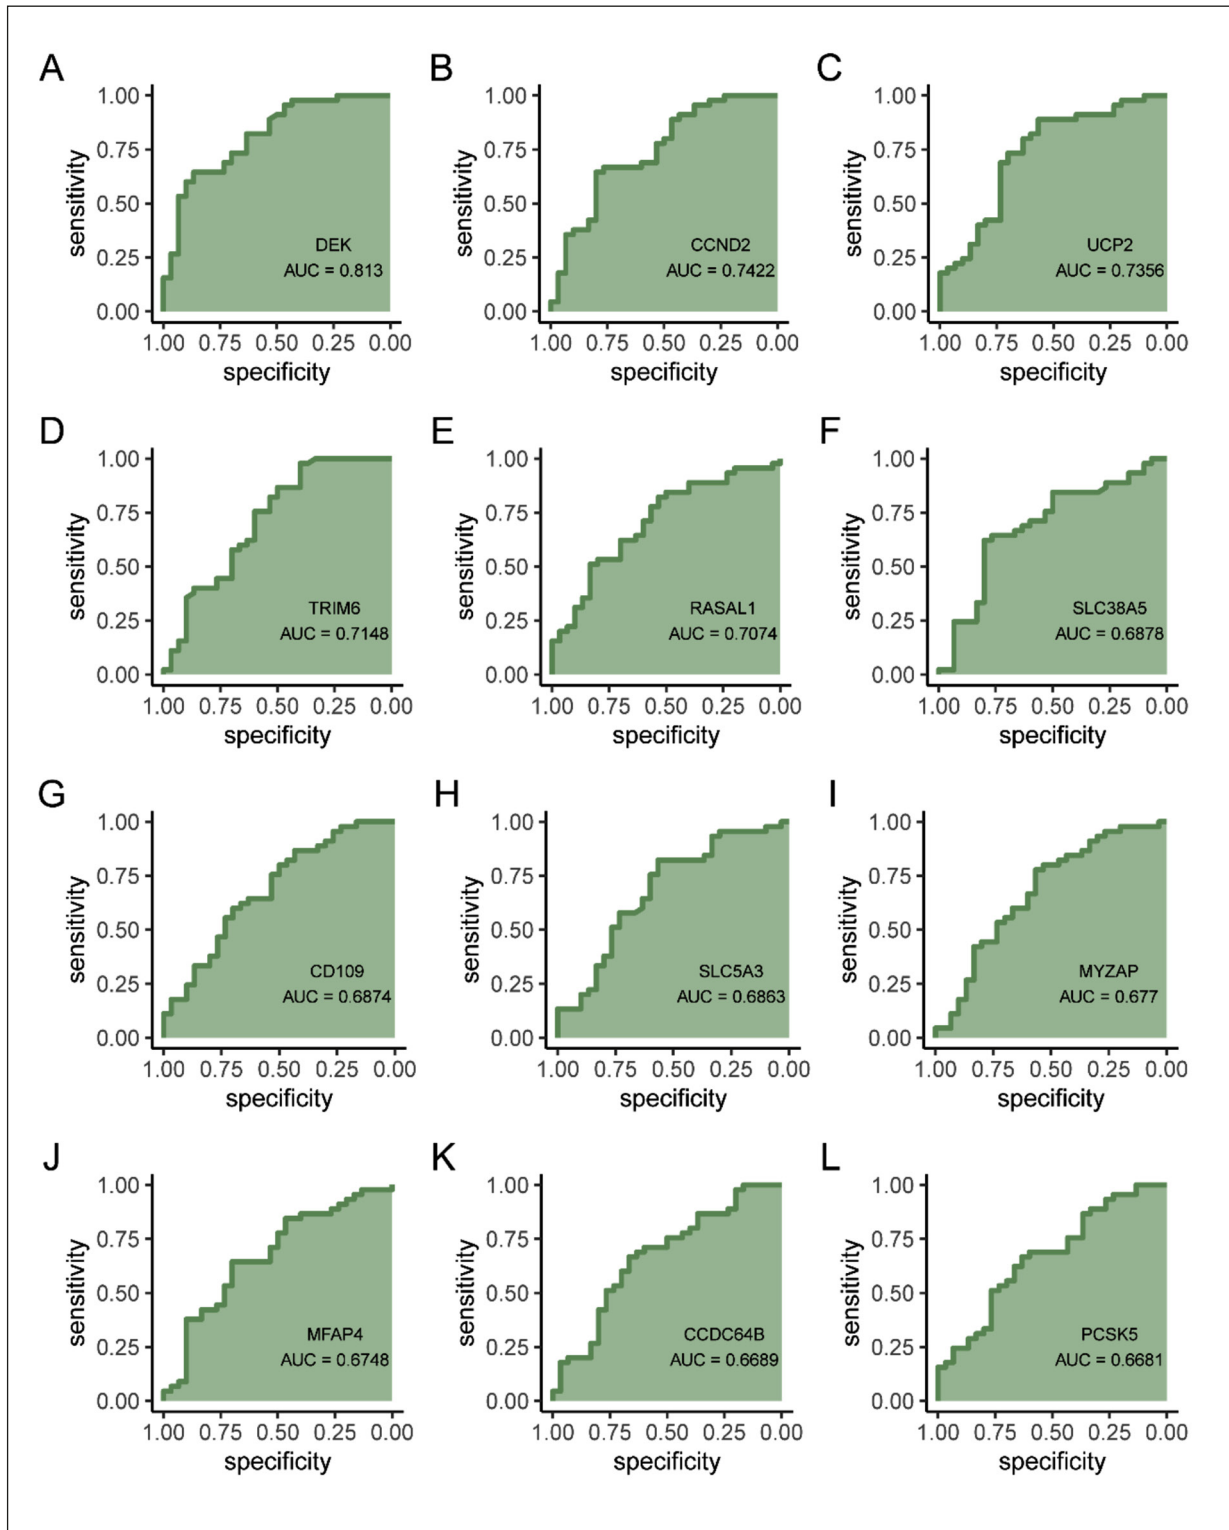 A
1.00
0.75
0.50
0.25
0.00
sensitivity
DEK
AUC = 0.813
1.00 0.75 0.50 0.25 0.00
specificity
B
1.00
0.75
0.50
0.25
0.00
sensitivity
CCND2
AUC = 0.7422
1.00 0.75 0.50 0.25 0.00
specificity
C
1.00
0.75
0.50
0.25
0.00
sensitivity
UCP2
AUC = 0.7356
1.00 0.75 0.50 0.25 0.00
specificity
D
1.00
0.75
0.50
0.25
0.00
sensitivity
TRIM6
AUC = 0.7148
1.00 0.75 0.50 0.25 0.00
specificity
E
1.00
0.75
0.50
0.25
0.00
sensitivity
RASAL1
AUC = 0.7074
1.00 0.75 0.50 0.25 0.00
specificity
F
1.00
0.75
0.50
0.25
0.00
sensitivity
SLC38A5
AUC = 0.6878
1.00 0.75 0.50 0.25 0.00
specificity
G
1.00
0.75
0.50
0.25
0.00
sensitivity
CD109
AUC = 0.6874
1.00 0.75 0.50 0.25 0.00
specificity
H
1.00
0.75
0.50
0.25
0.00
sensitivity
SLC5A3
AUC = 0.6863
1.00 0.75 0.50 0.25 0.00
specificity
I
1.00
0.75
0.50
0.25
0.00
sensitivity
MYZAP
AUC = 0.677
1.00 0.75 0.50 0.25 0.00
specificity
J
1.00
0.75
0.50
0.25
0.00
sensitivity
MFAP4
AUC = 0.6748
1.00 0.75 0.50 0.25 0.00
specificity
K
1.00
0.75
0.50
0.25
0.00
sensitivity
CCDC64B
AUC = 0.6689
1.00 0.75 0.50 0.25 0.00
specificity
L
1.00
0.75
0.50
0.25
0.00
sensitivity
PCSK5
AUC = 0.6681
1.00 0.75 0.50 0.25 0.00
specificity